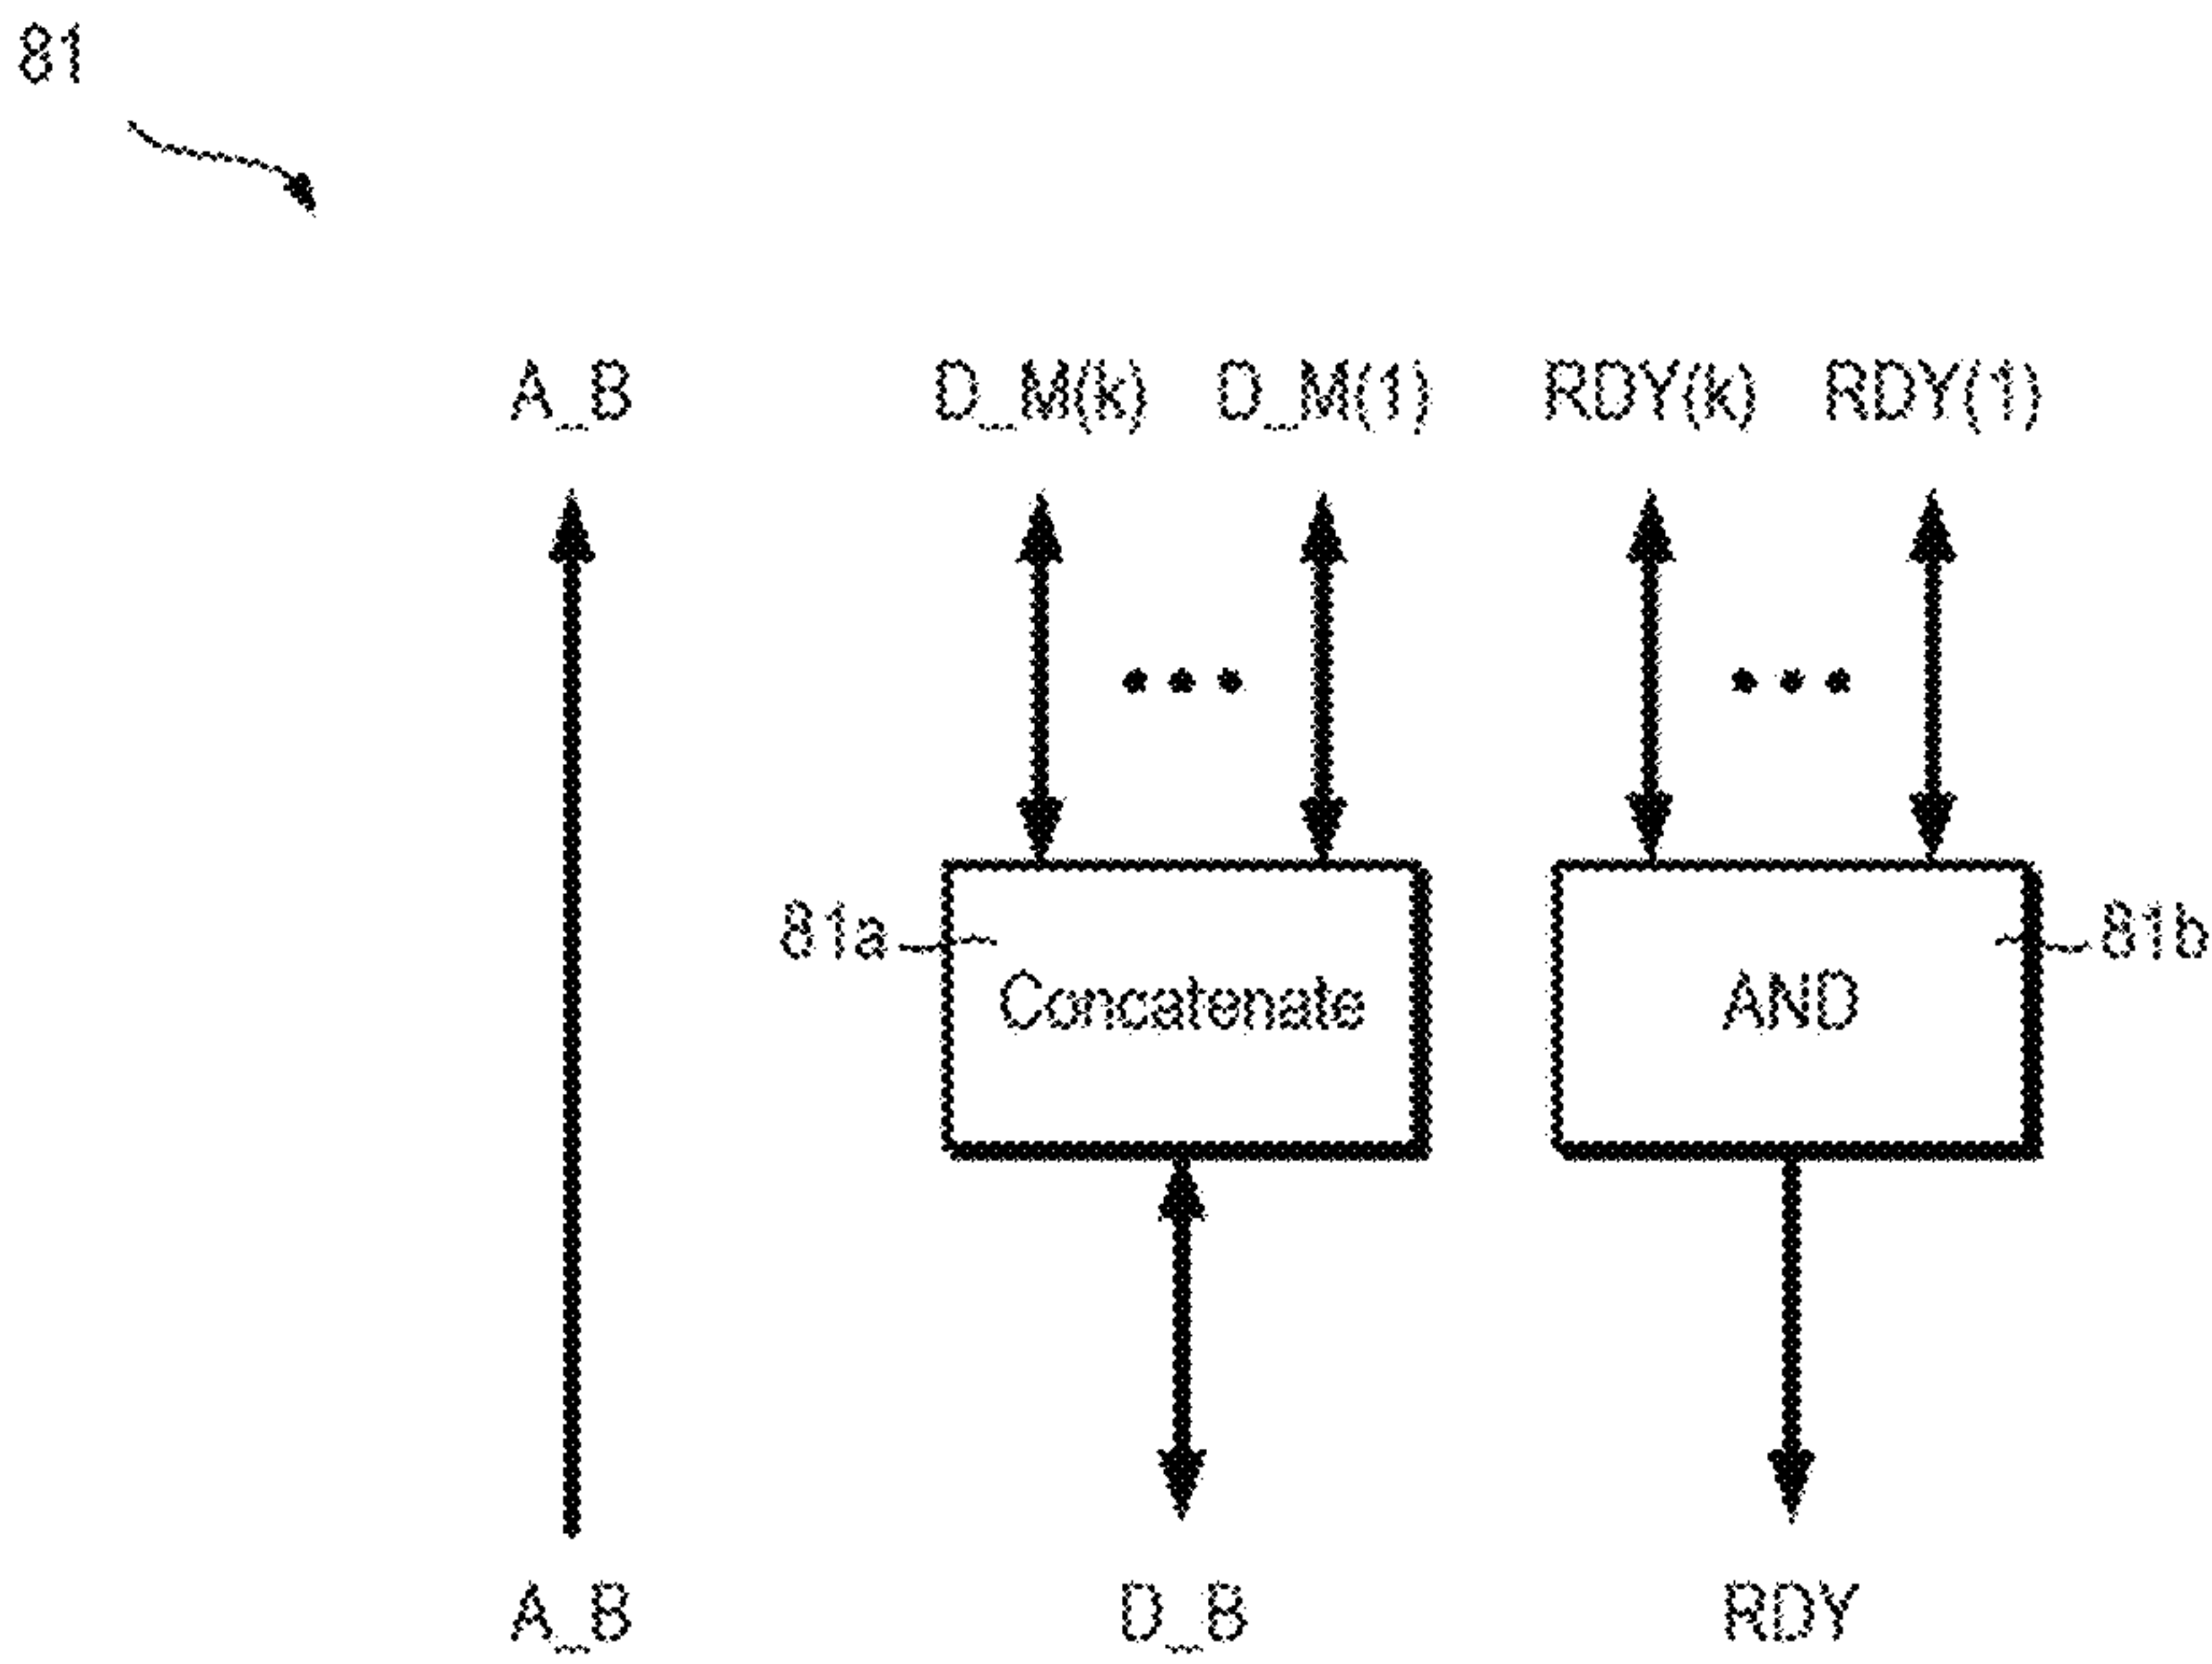 81
A_B D_M(k) D_M(1) RDY(k) RDY(1)
81a
Concatenate
AND
81b
A_B D_B RDY